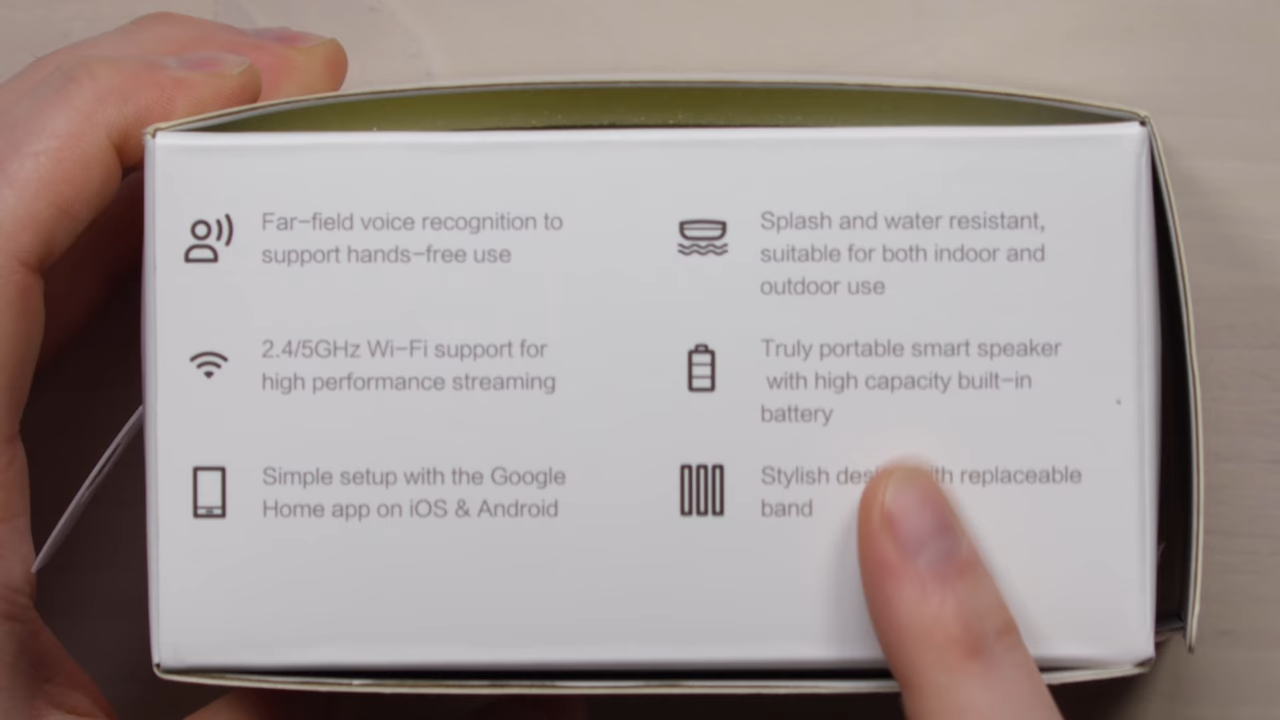 Far-field voice recognition to
support hands-free use
2.4/5GHz Wi-Fi support for
high performance streaming
Simple setup with the Google
Home app on iOS & Android
Splash and water resistant,
suitable for both indoor and
outdoor use
Truly portable smart speaker
with high capacity built-in
battery
Stylish replaceable
band